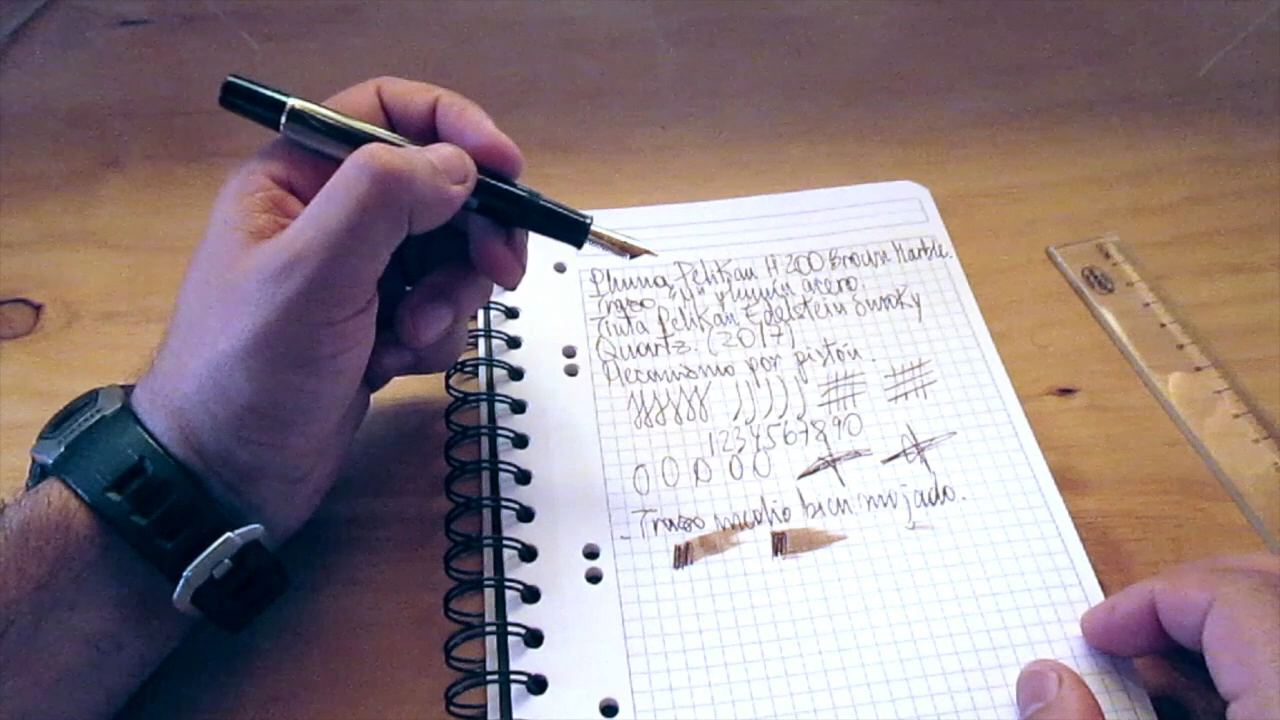 Pluma Pelikan M200 Brown Marble.
Trazo "M" plumín acero.
Tinta Pelikan Edelstein Smoky
Quartz. (2017)
Mecanismo por pistón.
1234567890
O O O O O
Trazo medio bien mojado.